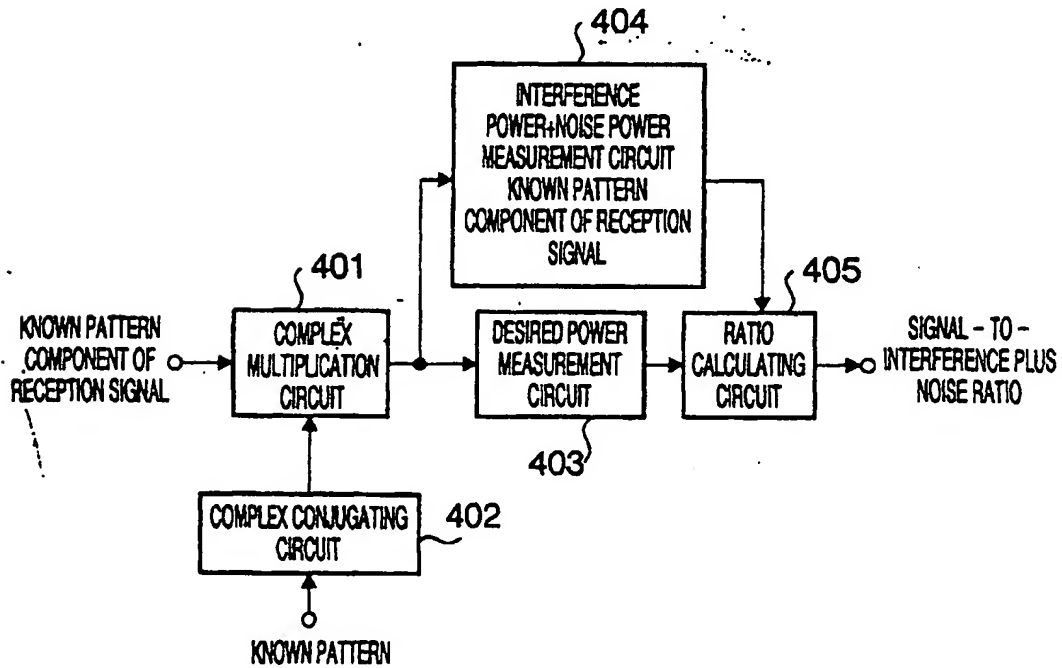 404
INTERFERENCE
POWER+NOISE POWER
MEASUREMENT CIRCUIT
KNOWN PATTERN
COMPONENT OF RECEPTION
SIGNAL
401
405
KNOWN PATTERN
COMPONENT OF
RECEPTION SIGNAL
COMPLEX
MULTIPLICATION
CIRCUIT
DESIRED POWER
MEASUREMENT
CIRCUIT
RATIO
CALCULATING
CIRCUIT
SIGNAL - TO -
INTERFERENCE PLUS
NOISE RATIO
403
COMPLEX CONJUGATING
CIRCUIT
402
KNOWN PATTERN